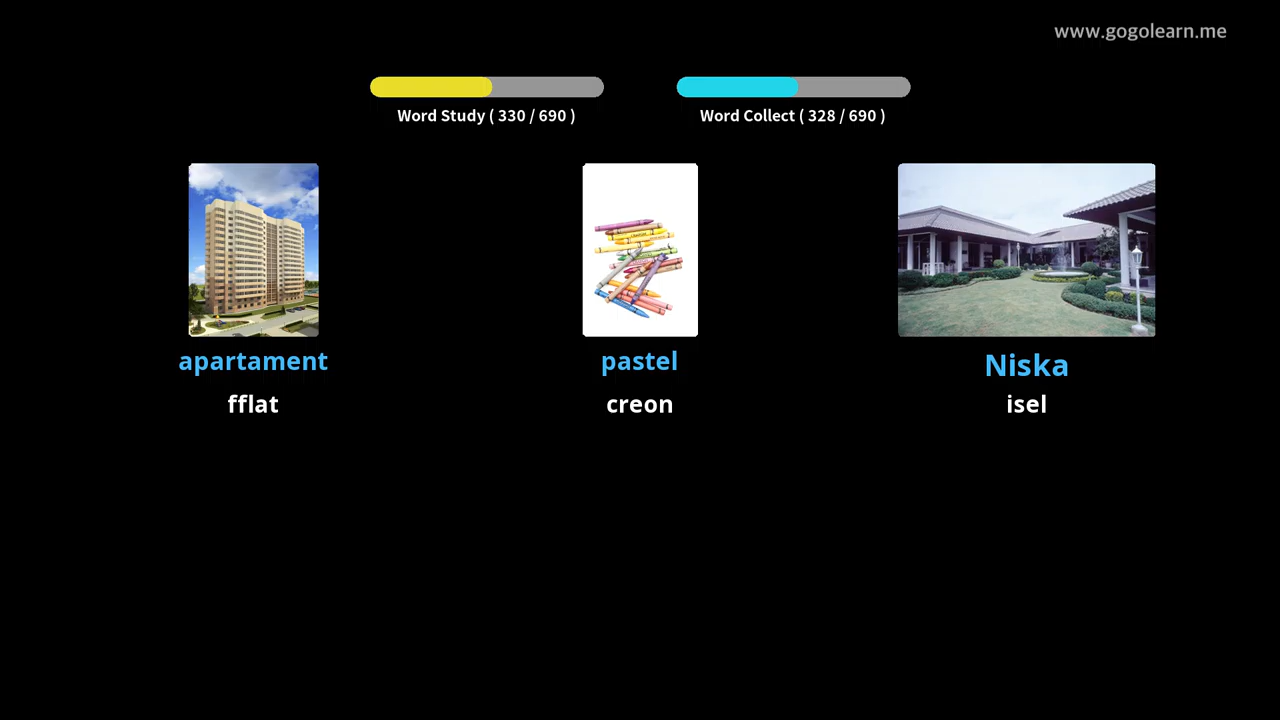 www.gogolearn.me
Word Study ( 330 / 690 )
Word Collect ( 328 / 690 )
apartament
pastel
Niska
fflat
creon
isel